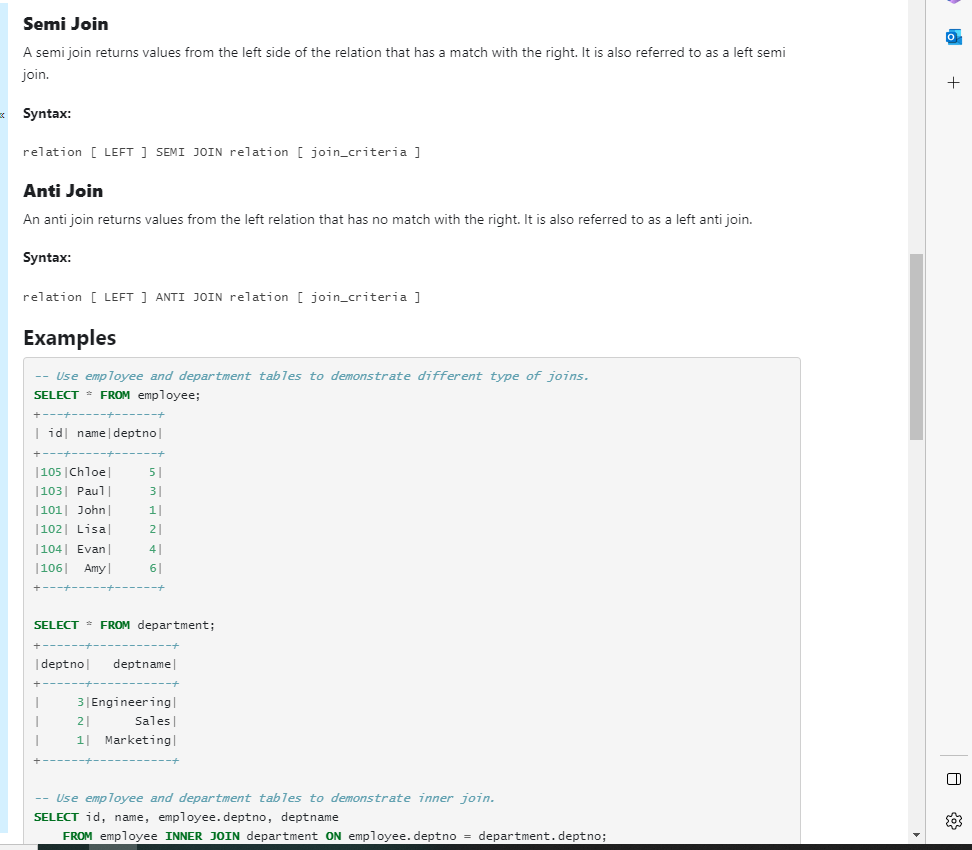 Semi Join
A semi join returns values from the left side of the relation that has a match with the right. It is also referred to as a left semi
join.
Syntax:
relation [ LEFT ] SEMI JOIN relation [ join_criteria ]
Anti Join
An anti join returns values from the left relation that has no match with the right. It is also referred to as a left anti join.
Syntax:
relation [ LEFT ] ANTI JOIN relation [ join_criteria ]
Examples
-- Use employee and department tables to demonstrate different type of joins.
SELECT * FROM employee;
+---+-----+------+
| id| name|deptno|
+---+-----+------+
|105|Chloe|     5|
|103| Paul|     3|
|101| John|     1|
|102| Lisa|     2|
|104| Evan|     4|
|106|  Amy|     6|
+---+-----+------+
SELECT * FROM department;
+------+-----------+
|deptno|   deptname|
+------+-----------+
|     3|Engineering|
|     2|      Sales|
|     1|  Marketing|
+------+-----------+
-- Use employee and department tables to demonstrate inner join.
SELECT id, name, employee.deptno, deptname
    FROM employee INNER JOIN department ON employee.deptno = department.deptno;